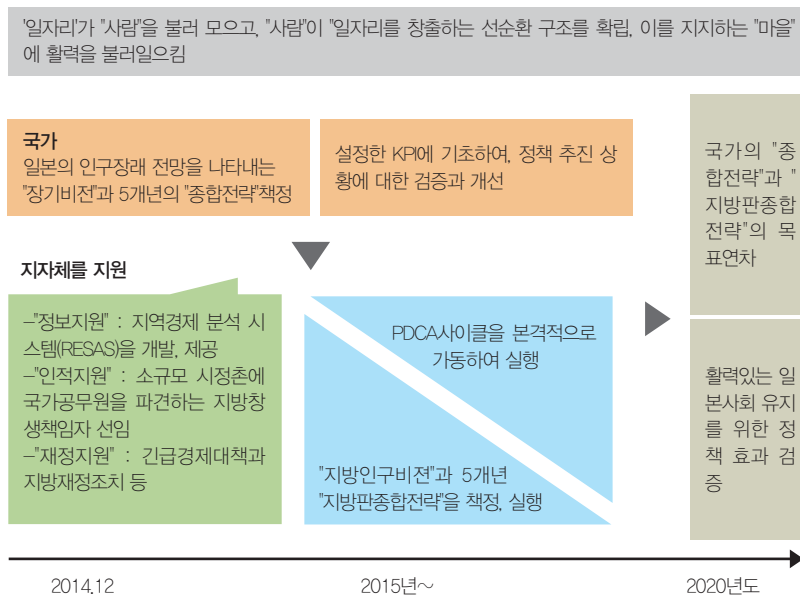 '일자리'가 "사람"을 불러 모으고, "사람"이 "일자리를 창출하는 선순환 구조를 확립, 이를 지지하는 "마을"
에 활력을 불러일으킴
국가
일본의 인구장래 전망을 나타내는
"장기비전"과 5개년의 "종합전략"책정
설정한 KPI에 기초하여, 정책 추진 상
황에 대한 검증과 개선
국가의 "종
합전략"과 "
지방판종합
전략"의 목
표연차
지자체를 지원
-"정보지원" : 지역경제 분석 시
스템(RESAS)을 개발, 제공
-"인적지원" : 소규모 시정촌에
국가공무원을 파견하는 지방창
생책임자 선임
-"재정지원" : 긴급경제대책과
지방재정조치 등
PDCA사이클을 본격적으로
가동하여 실행
"지방인구비젼"과 5개년
"지방판종합전략"을 책정, 실행
활력있는 일
본사회 유지
를 위한 정
책 효과 검
증
2014.12
2015년~
2020년도